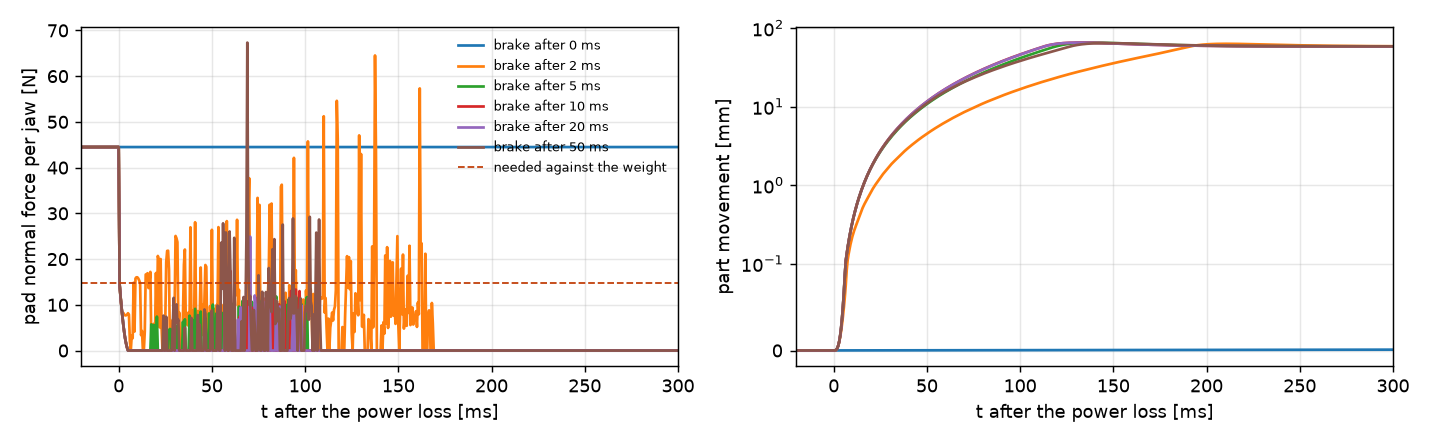 70
60
50
40
30
20
10
0
pad normal force per jaw [N]
brake after 0 ms
brake after 2 ms
brake after 5 ms
brake after 10 ms
brake after 20 ms
brake after 50 ms
needed against the weight
0 50 100 150 200 250 300
t after the power loss [ms]
10²
10¹
10⁰
10⁻¹
0
part movement [mm]
0 50 100 150 200 250 300
t after the power loss [ms]